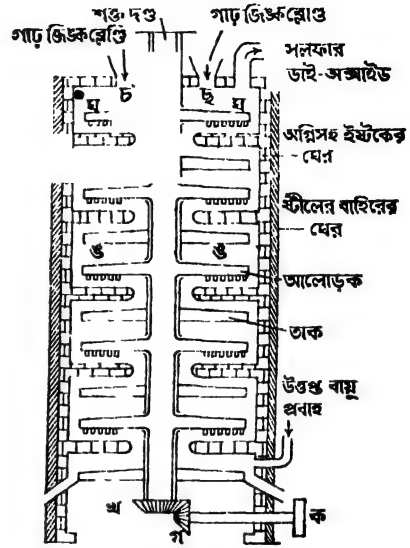 শক্ত দণ্ড
গাঢ় জিঙ্কব্লেণ্ডি
গাঢ় জিঙ্কব্লেণ্ড
সলফার
ডাই-অক্সাইড
চ
ছ
ঘ
ঘ
অগ্নিসহ ইষ্টকের
ঘের
ষ্টীলের বাহিরের
ঘের
ঙ
ঙ
আলোড়ক
তাক
উত্তপ্ত বায়ু
প্রবাহ
খ
গ
ক